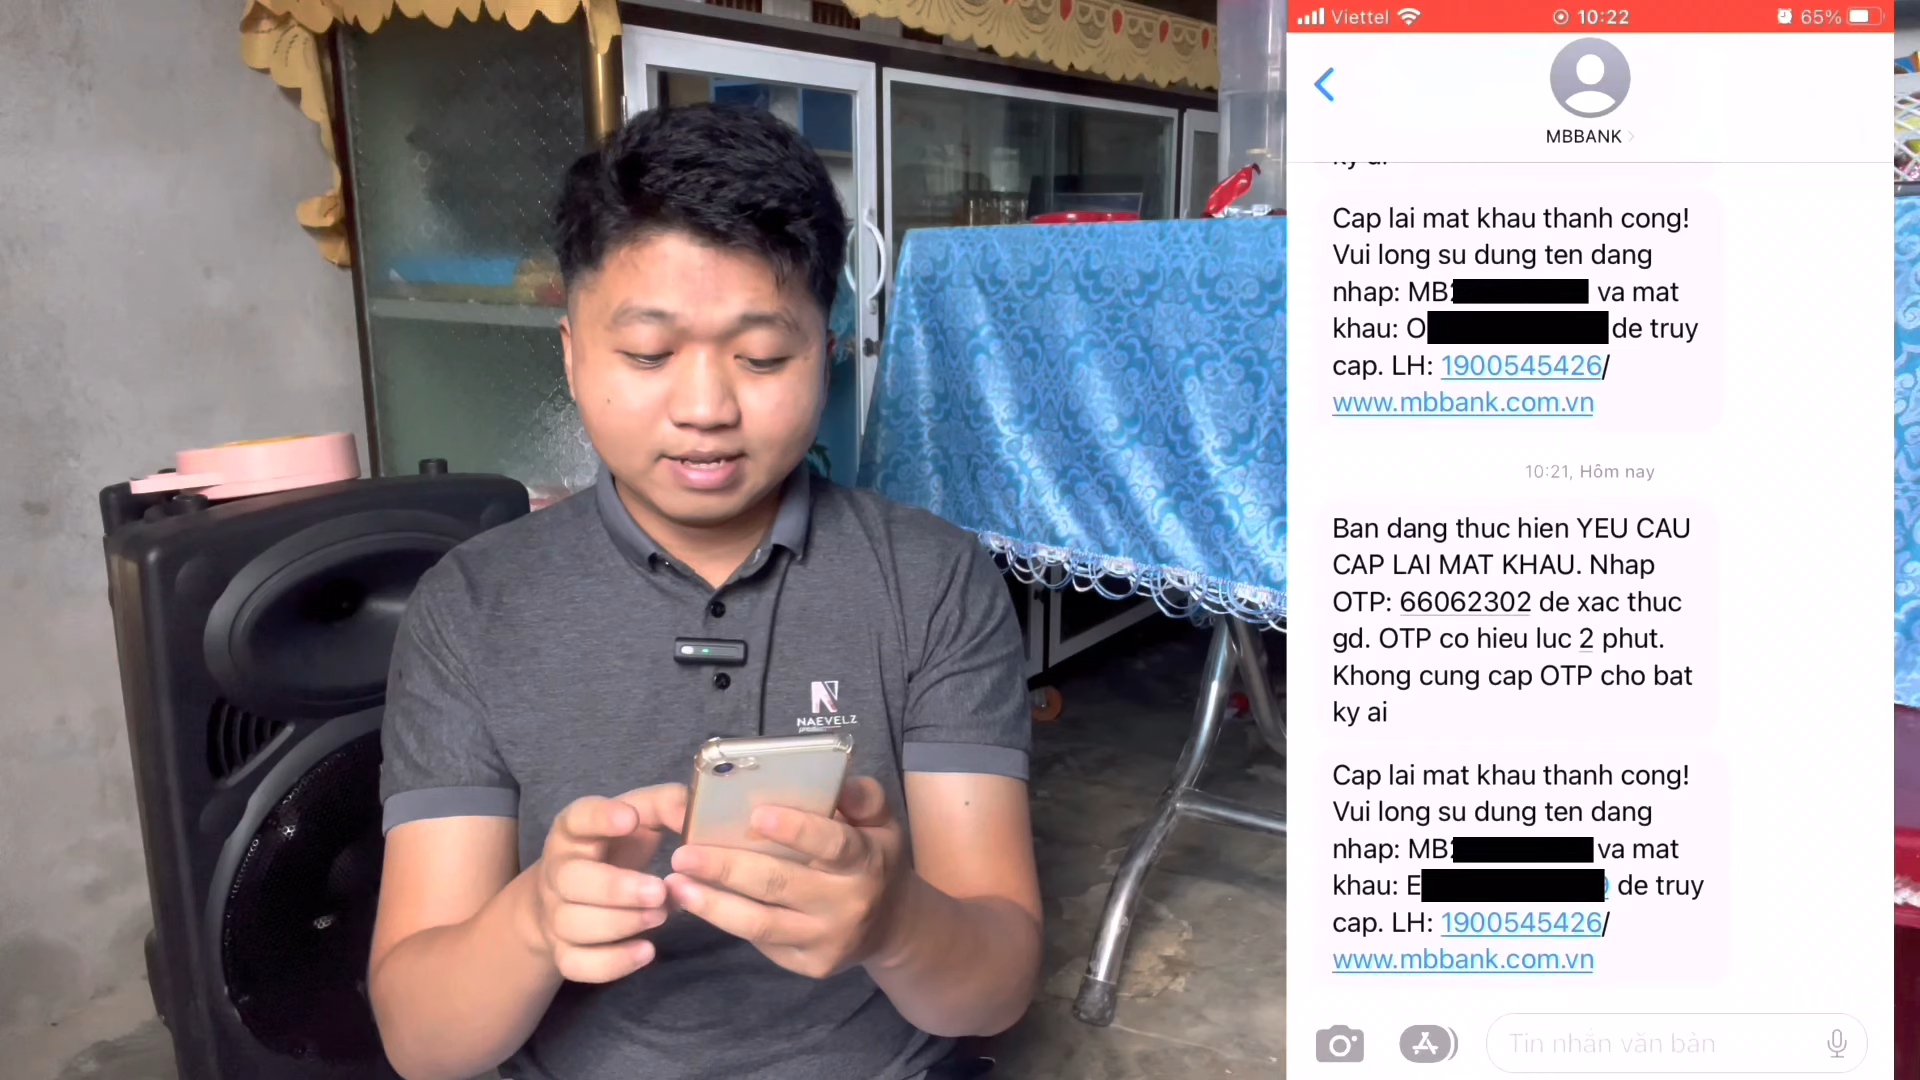 Viettel
10:22
65%
MBBANK
ky ai
Cap lai mat khau thanh cong!
Vui long su dung ten dang
nhap: MB va mat
khau: O de truy
cap. LH: 1900545426/
www.mbbank.com.vn
10:21, Hôm nay
Ban dang thuc hien YEU CAU
CAP LAI MAT KHAU. Nhap
OTP: 66062302 de xac thuc
gd. OTP co hieu luc 2 phut.
Khong cung cap OTP cho bat
ky ai
Cap lai mat khau thanh cong!
Vui long su dung ten dang
nhap: MB va mat
khau: E de truy
cap. LH: 1900545426/
www.mbbank.com.vn
Tin nhắn văn bản
N
NAEVELZ